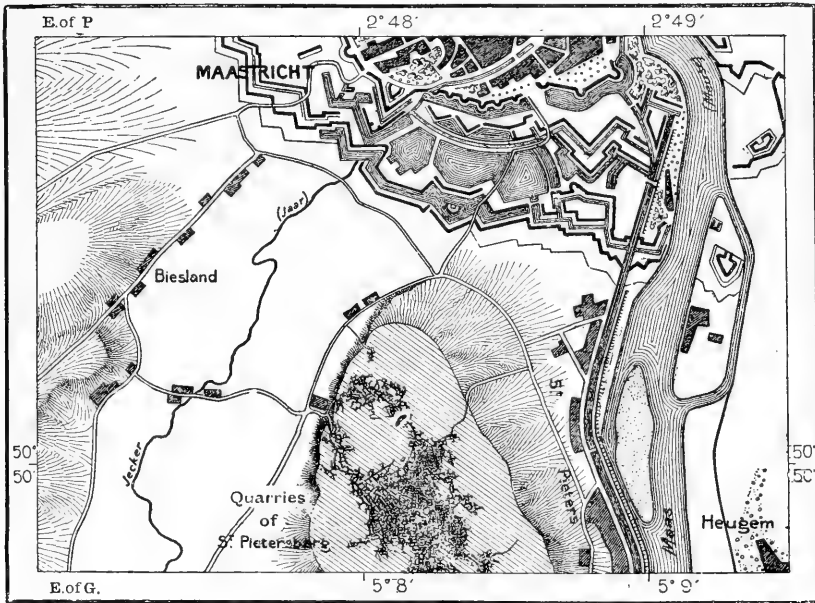 E. of P
2°48'
2°49'
MAASTRICHT
(Maas)
(Jaar)
Biesland
St
Pieters
50°
50'
50°
50'
Jecker
Quarries
of
St. Pietersbarg
Maas
Heugem
E. of G.
5°8'
5°9'